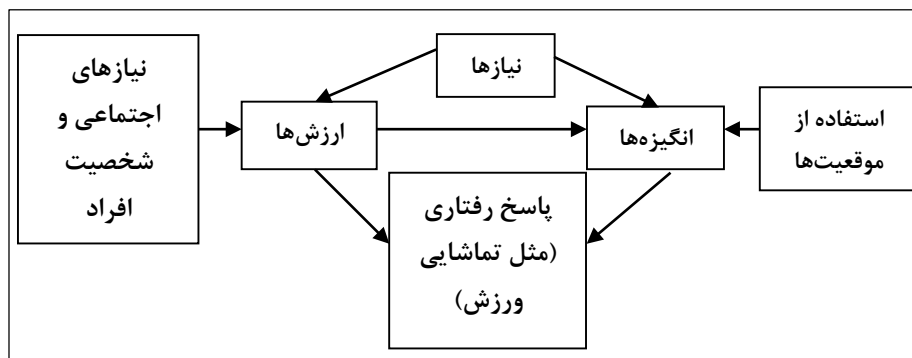 نیازها
استفاده از
موقعیت‌ها
انگیزه‌ها
ارزش‌ها
نیازهای
اجتماعی و
شخصیت
افراد
پاسخ رفتاری
(مثل تماشایی
ورزش)